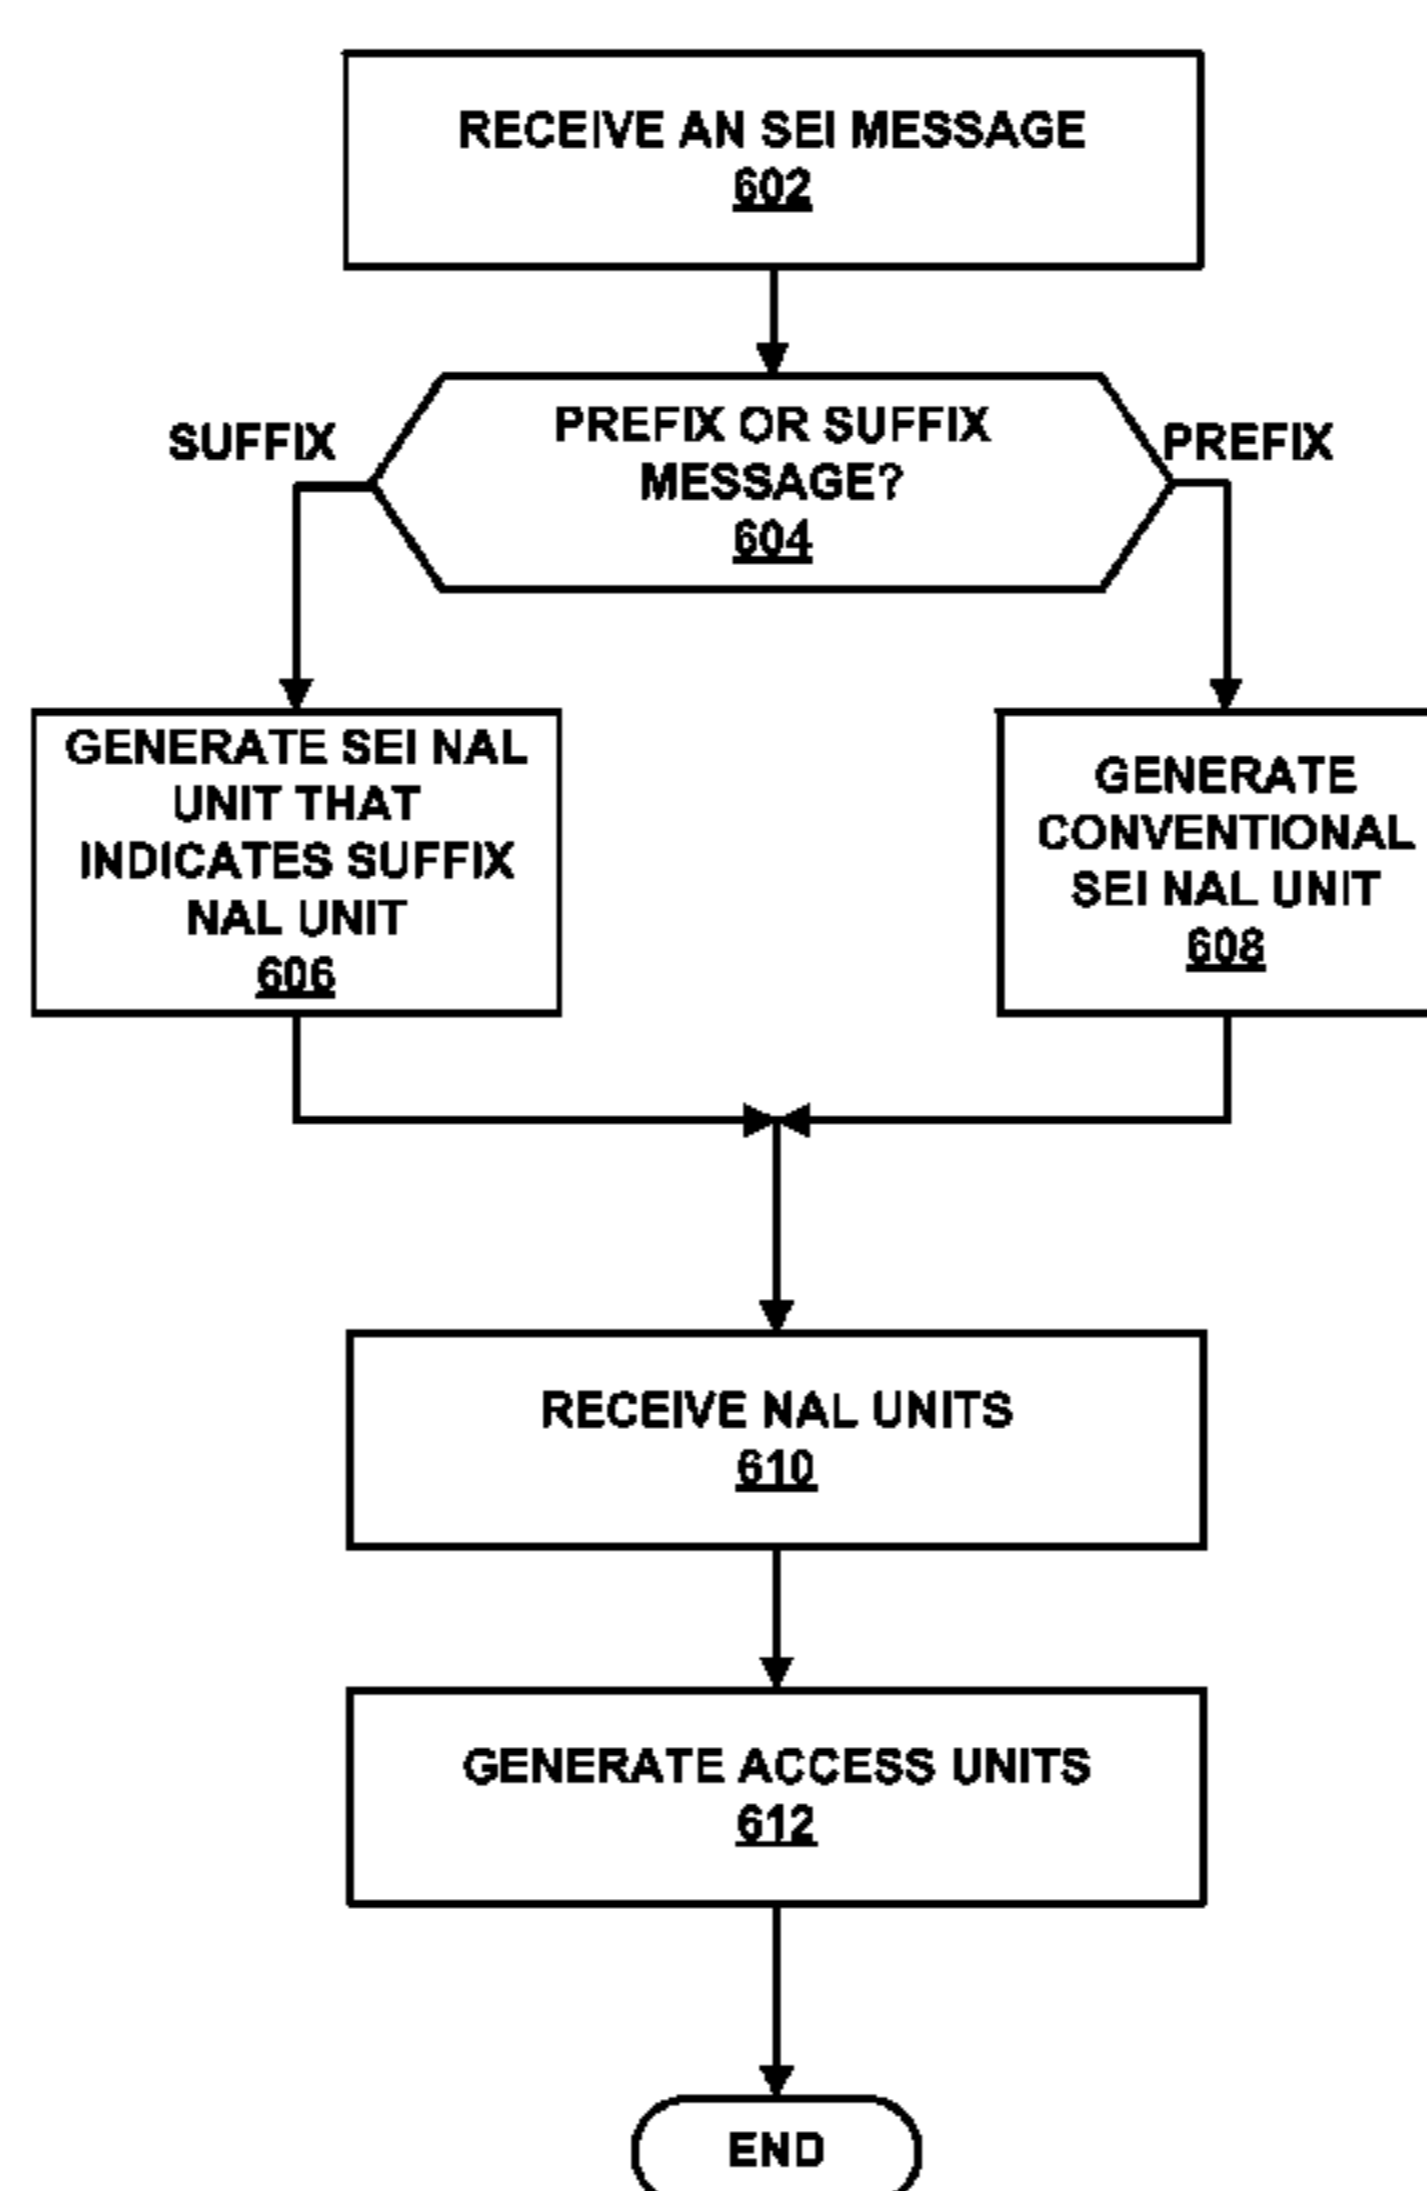 RECEIVE AN SEI MESSAGE
602
SUFFIX
PREFIX OR SUFFIX
MESSAGE?
604
PREFIX
GENERATE SEI NAL
UNIT THAT
INDICATES SUFFIX
NAL UNIT
606
GENERATE
CONVENTIONAL
SEI NAL UNIT
608
RECEIVE NAL UNITS
610
GENERATE ACCESS UNITS
612
END